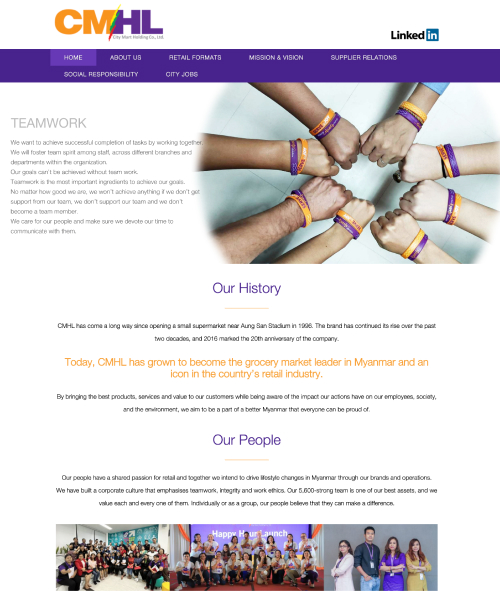 CMHL
City Mart Holding Co., Ltd.
Linked in
HOME ABOUT US RETAIL FORMATS MISSION & VISION SUPPLIER RELATIONS
SOCIAL RESPONSIBILITY CITY JOBS
TEAMWORK
We want to achieve successful completion of tasks by working together.
We will foster team spirit among staff, across different branches and
departments within the organization.
Our goals can't be achieved without team work.
Teamwork is the most important ingredients to achieve our goals.
No matter how good we are, we won't achieve anything if we don't get
support from our team, we don't support our team and we don't
become a team member.
We care for our people and make sure we devote our time to
communicate with them.
Our History
CMHL has come a long way since opening a small supermarket near Aung San Stadium in 1996. The brand has continued its rise over the past
two decades, and 2016 marked the 20th anniversary of the company.
Today, CMHL has grown to become the grocery market leader in Myanmar and an
icon in the country's retail industry.
By bringing the best products, services and value to our customers while being aware of the impact our actions have on our employees, society,
and the environment, we aim to be a part of a better Myanmar that everyone can be proud of.
Our People
Our people have a shared passion for retail and together we intend to drive lifestyle changes in Myanmar through our brands and operations.
We have built a corporate culture that emphasises teamwork, integrity and work ethics. Our 5,600-strong team is one of our best assets, and we
value each and every one of them. Individually or as a group, our people believe that they can make a difference.
Happy Hour Launch